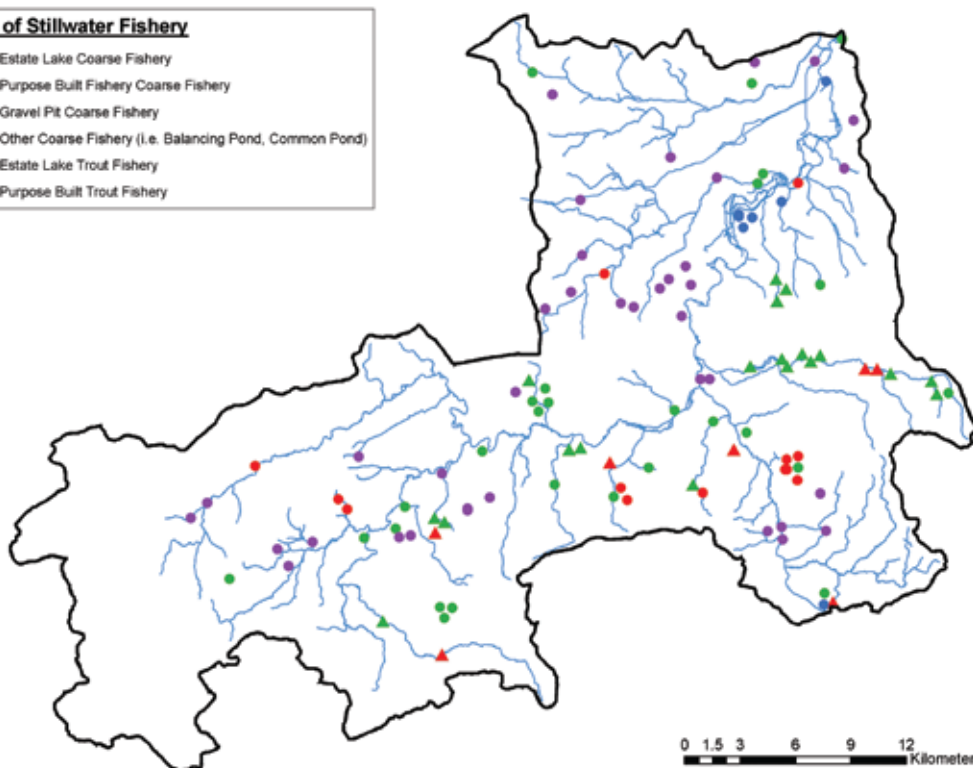 of Stillwater Fishery
Estate Lake Coarse Fishery
Purpose Built Fishery Coarse Fishery
Gravel Pit Coarse Fishery
Other Coarse Fishery (i.e. Balancing Pond, Common Pond)
Estate Lake Trout Fishery
Purpose Built Trout Fishery
0 1.5 3 6 9 12
Kilometer